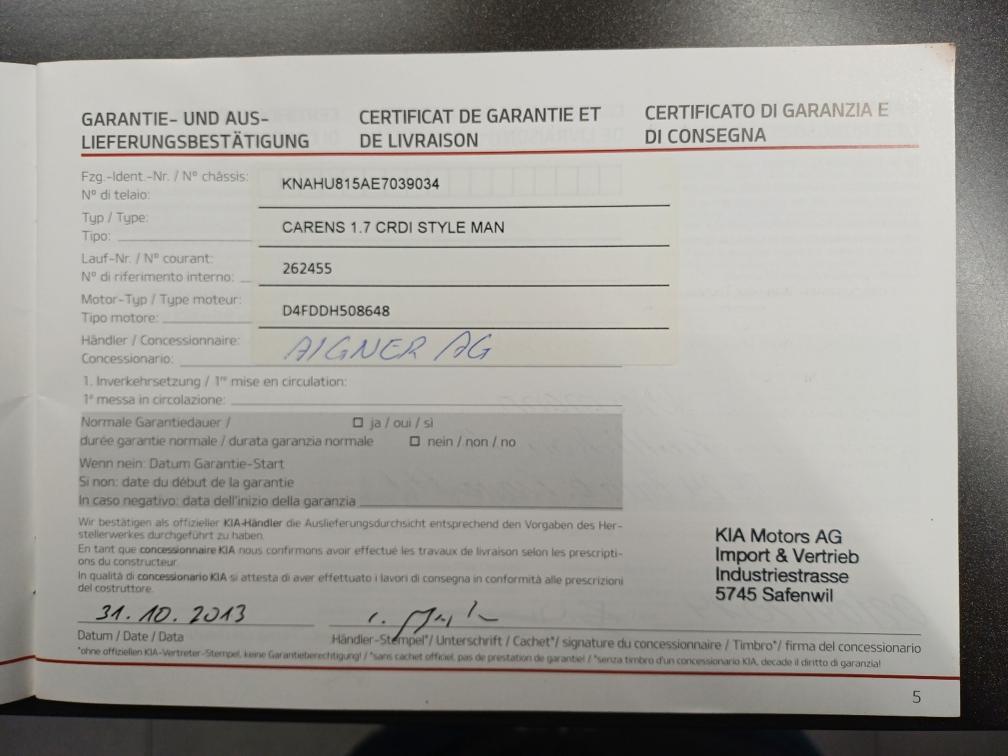 GARANTIE- UND AUS-
LIEFERUNGSBESTÄTIGUNG
CERTIFICAT DE GARANTIE ET
DE LIVRAISON
CERTIFICATO DI GARANZIA E
DI CONSEGNA
Fzg.-Ident.-Nr. / Nº châssis:
Nº di telaio:
KNAHU815AE7039034
Typ / Type:
Tipo:
CARENS 1.7 CRDI STYLE MAN
Lauf-Nr. / Nº courant:
Nº di riferimento interno:
262455
Motor-Typ / Type moteur:
Tipo motore:
D4FDDH508648
Händler / Concessionnaire:
Concessionario:
AIGNER AG
1. Inverkehrsetzung / 1re mise en circulation:
1ª messa in circolazione:
Normale Garantiedauer /
durée garantie normale / durata garanzia normale
☐ ja / oui / sì
☐ nein / non / no
Wenn nein: Datum Garantie-Start
Si non: date du début de la garantie
In caso negativo: data dell'inizio della garanzia
Wir bestätigen als offizieller KIA-Händler die Auslieferungsdurchsicht entsprechend den Vorgaben des Her-
stellerwerkes durchgeführt zu haben.
En tant que concessionnaire KIA nous confirmons avoir effectué les travaux de livraison selon les prescripti-
ons du constructeur.
In qualità di concessionario KIA si attesta di aver effettuato i lavori di consegna in conformità alle prescrizioni
del costruttore.
KIA Motors AG
Import & Vertrieb
Industriestrasse
5745 Safenwil
31.10.2013
Datum / Date / Data
Händler-Stempel*/ Unterschrift / Cachet*/ signature du concessionnaire / Timbro*/ firma del concessionario
*ohne offiziellen KIA-Vertreter-Stempel, keine Garantieberechtigung! / *sans cachet officiel, pas de prestation de garantie! / *senza timbro d'un concessionario KIA, decade il diritto di garanzia!
5